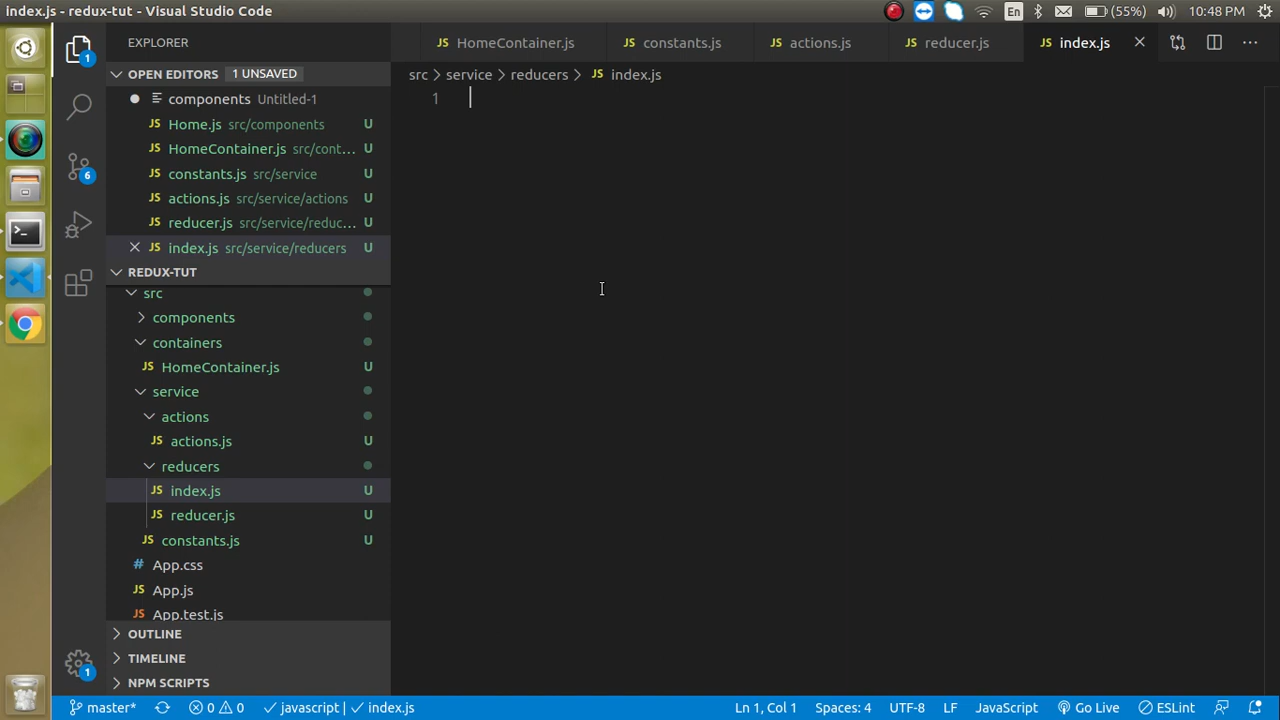 index.js - redux-tut - Visual Studio Code
En
(55%)
10:48 PM
1
EXPLORER
HomeContainer.js
constants.js
actions.js
reducer.js
index.js
OPEN EDITORS
1 UNSAVED
src
service
reducers
index.js
components
Untitled-1
1
Home.js
src/components
U
HomeContainer.js
src/cont...
U
6
constants.js
src/service
U
actions.js
src/service/actions
U
reducer.js
src/service/reduc...
U
index.js
src/service/reducers
U
REDUX-TUT
src
components
containers
HomeContainer.js
U
service
actions
actions.js
U
reducers
index.js
U
reducer.js
U
constants.js
U
App.css
App.js
App.test.js
OUTLINE
TIMELINE
1
NPM SCRIPTS
master*
0
0
javascript |
index.js
Ln 1, Col 1
Spaces: 4
UTF-8
LF
JavaScript
Go Live
ESLint